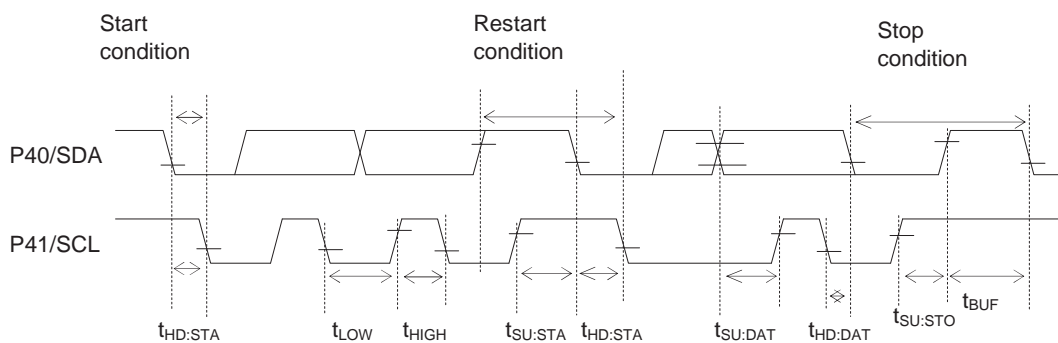 Start
condition
Restart
condition
Stop
condition
P40/SDA
P41/SCL
tHD:STA
tLOW
tHIGH
tSU:STA
tHD:STA
tSU:DAT
tHD:DAT
tSU:STO
tBUF